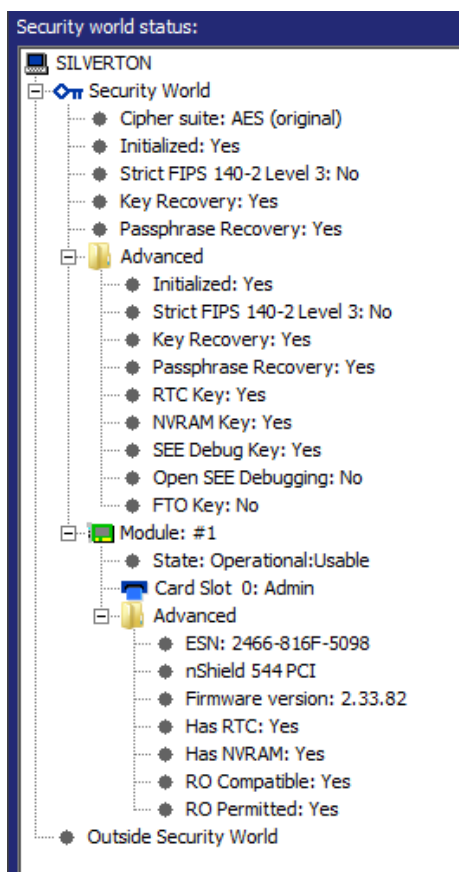 Security world status:
SILVERTON
Security World
Cipher suite: AES (original)
Initialized: Yes
Strict FIPS 140-2 Level 3: No
Key Recovery: Yes
Passphrase Recovery: Yes
Advanced
Initialized: Yes
Strict FIPS 140-2 Level 3: No
Key Recovery: Yes
Passphrase Recovery: Yes
RTC Key: Yes
NVRAM Key: Yes
SEE Debug Key: Yes
Open SEE Debugging: No
FTO Key: No
Module: #1
State: Operational:Usable
Card Slot 0: Admin
Advanced
ESN: 2466-816F-5098
nShield 544 PCI
Firmware version: 2.33.82
Has RTC: Yes
Has NVRAM: Yes
RO Compatible: Yes
RO Permitted: Yes
Outside Security World